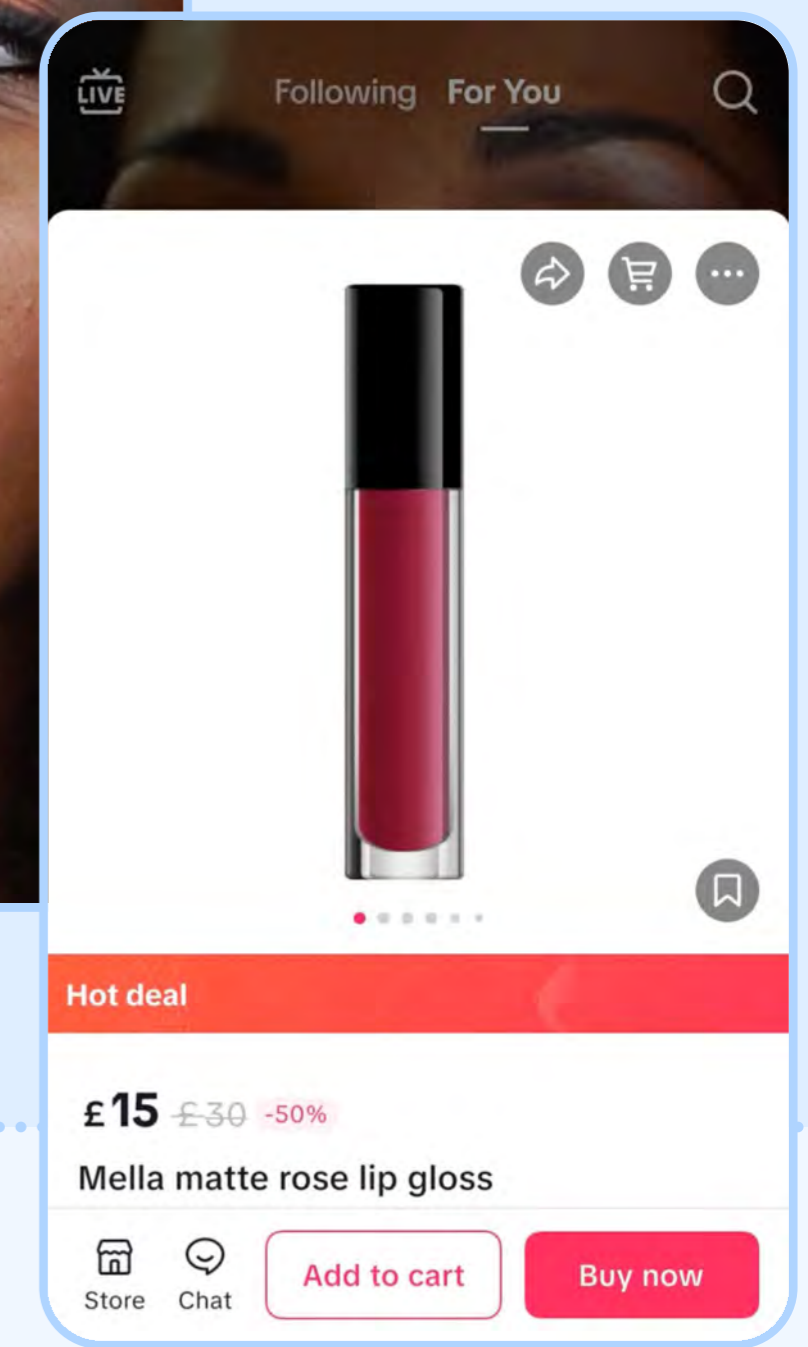 LIVE
Following For You
Hot deal
£15 £30 -50%
Mella matte rose lip gloss
Store Chat Add to cart Buy now